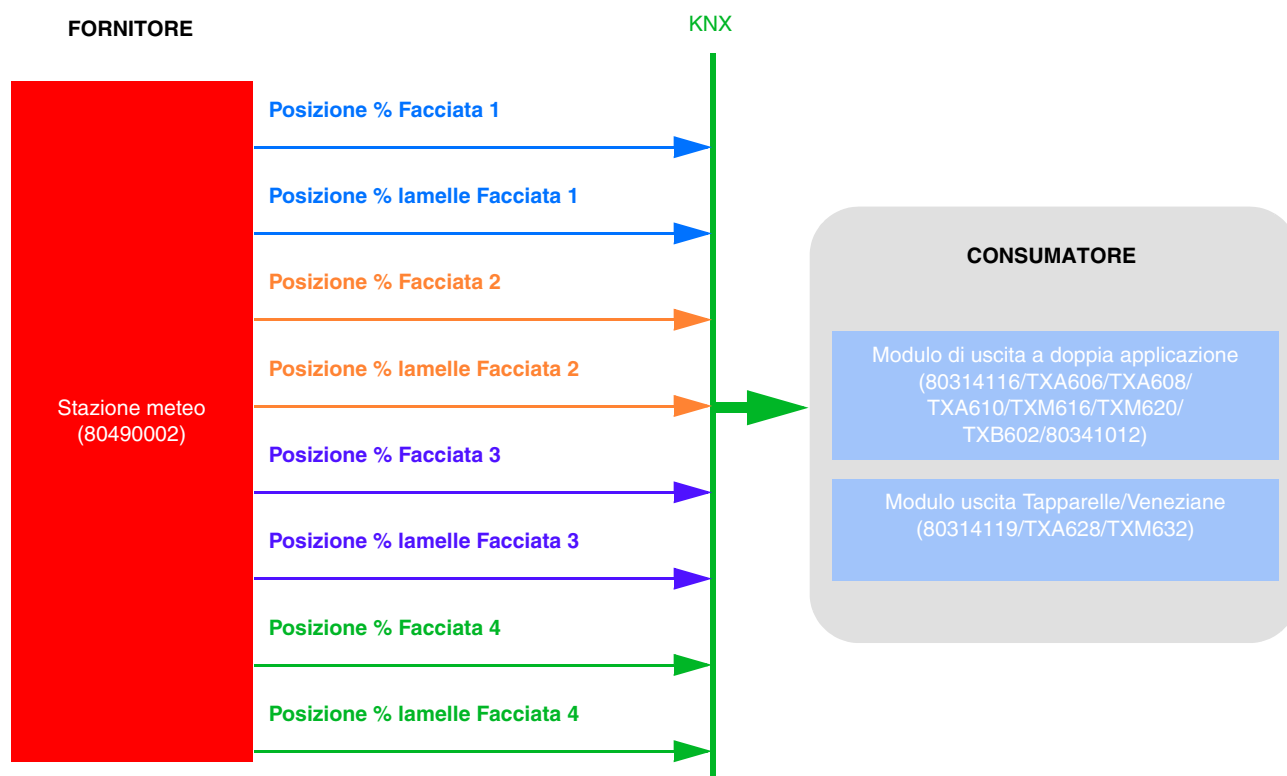 FORNITORE
KNX
Posizione % Facciata 1
Posizione % lamelle Facciata 1
Posizione % Facciata 2
Posizione % lamelle Facciata 2
Stazione meteo
(80490002)
Posizione % Facciata 3
Posizione % lamelle Facciata 3
Posizione % Facciata 4
Posizione % lamelle Facciata 4
CONSUMATORE
Modulo di uscita a doppia applicazione
(80314116/TXA606/TXA608/
TXA610/TXM616/TXM620/
TXB602/80341012)
Modulo uscita Tapparelle/Veneziane
(80314119/TXA628/TXM632)